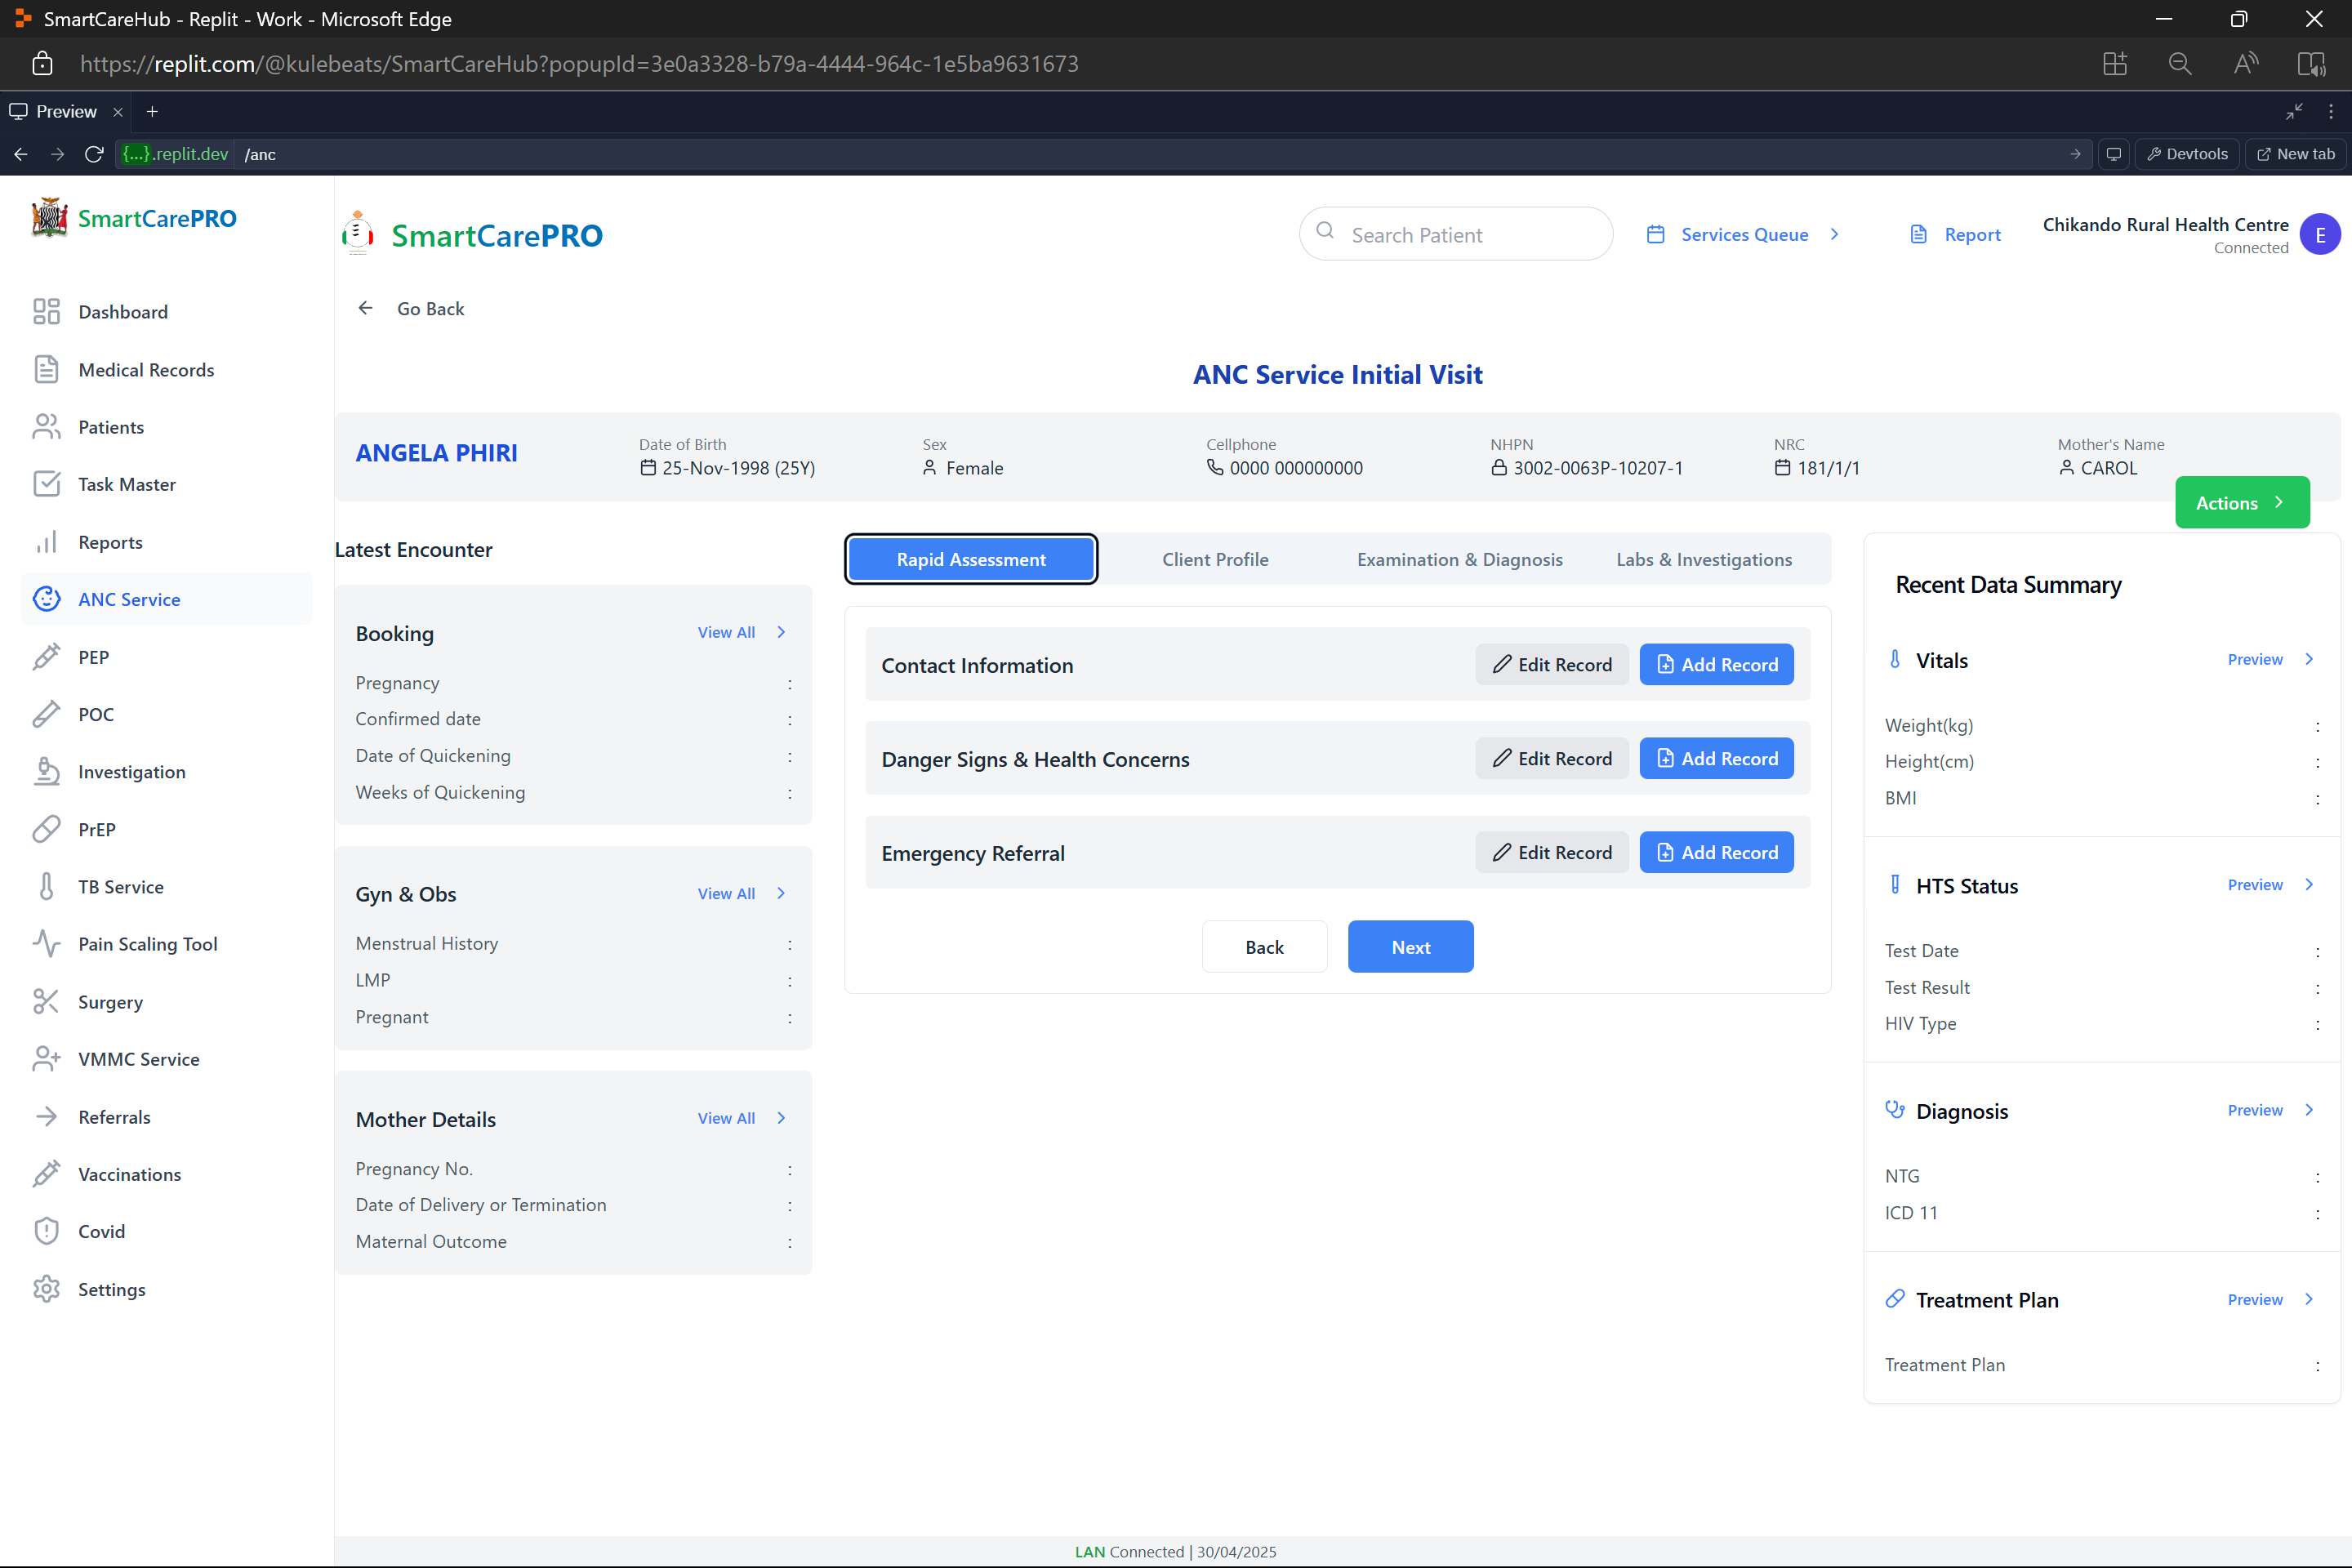 SmartCareHub - Replit - Work - Microsoft Edge
https://replit.com/@kulebeats/SmartCareHub?popupId=3e0a3328-b79a-4444-964c-1e5ba9631673
Preview
{...}.replit.dev /anc
Devtools
New tab
SmartCarePRO
Dashboard
Medical Records
Patients
Task Master
Reports
ANC Service
PEP
POC
Investigation
PrEP
TB Service
Pain Scaling Tool
Surgery
VMMC Service
Referrals
Vaccinations
Covid
Settings
SmartCarePRO
Search Patient
Services Queue
Report
Chikando Rural Health Centre
Connected
E
Go Back
ANC Service Initial Visit
ANGELA PHIRI
Date of Birth
25-Nov-1998 (25Y)
Sex
Female
Cellphone
0000 000000000
NHPN
3002-0063P-10207-1
NRC
181/1/1
Mother's Name
CAROL
Actions
Latest Encounter
Booking
View All
Pregnancy :
Confirmed date :
Date of Quickening :
Weeks of Quickening :
Gyn & Obs
View All
Menstrual History :
LMP :
Pregnant :
Mother Details
View All
Pregnancy No. :
Date of Delivery or Termination :
Maternal Outcome :
Rapid Assessment
Client Profile
Examination & Diagnosis
Labs & Investigations
Contact Information
Edit Record
Add Record
Danger Signs & Health Concerns
Edit Record
Add Record
Emergency Referral
Edit Record
Add Record
Back
Next
Recent Data Summary
Vitals
Preview
Weight(kg) :
Height(cm) :
BMI :
HTS Status
Preview
Test Date :
Test Result :
HIV Type :
Diagnosis
Preview
NTG :
ICD 11 :
Treatment Plan
Preview
Treatment Plan :
LAN Connected | 30/04/2025